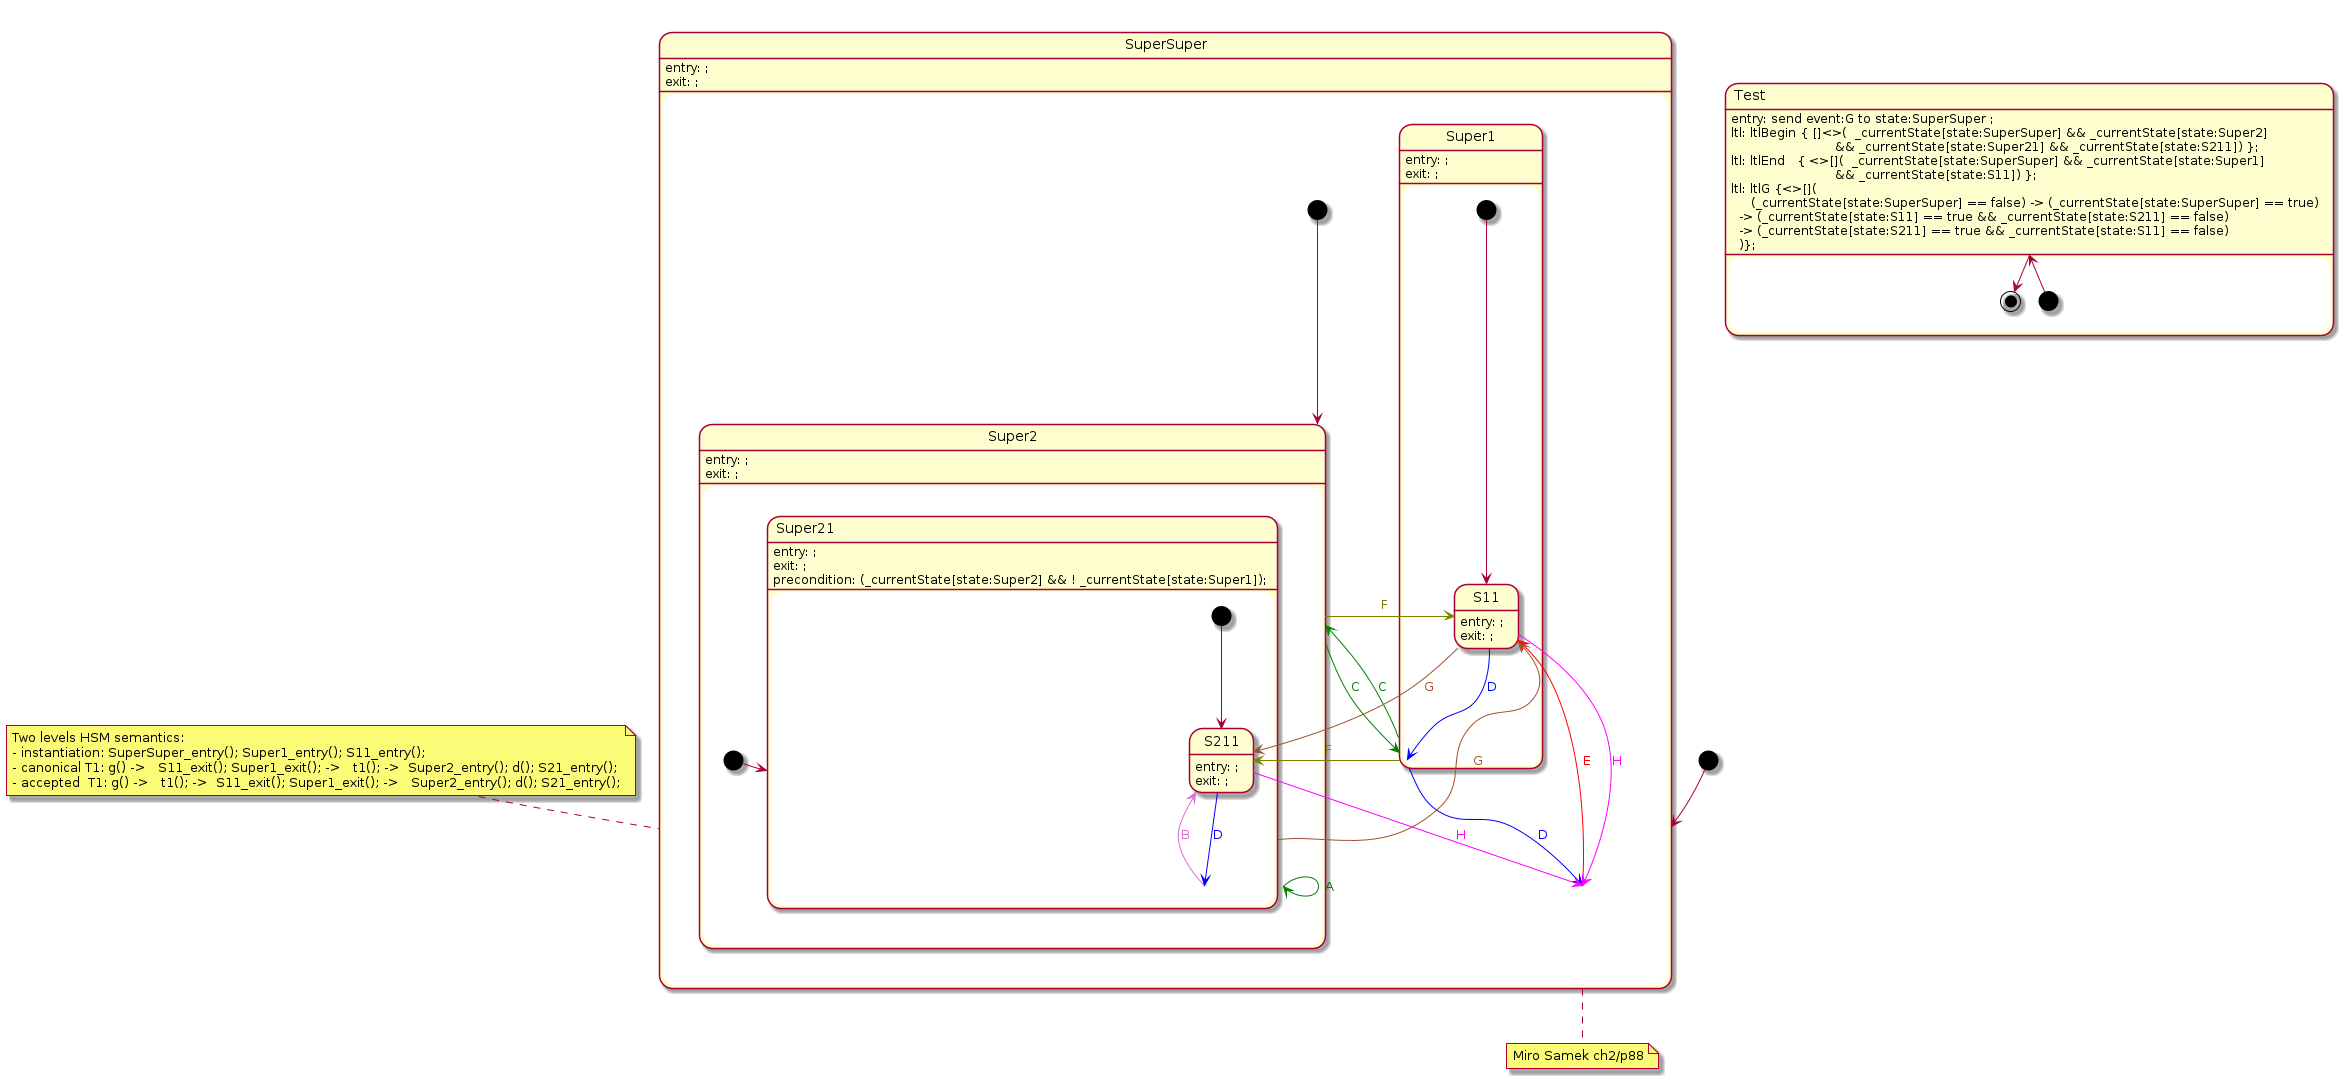 SuperSuper
entry: ;
exit: ;
Super1
entry: ;
exit: ;
Test
entry: send event:G to state:SuperSuper ;
ltl: ltlBegin { []<>(  _currentState[state:SuperSuper] && _currentState[state:Super2]
&& _currentState[state:Super21] && _currentState[state:S211]) };
ltl: ltlEnd   { <>[](  _currentState[state:SuperSuper] && _currentState[state:Super1]
&& _currentState[state:S11]) };
ltl: ltlG {<>[](
(_currentState[state:SuperSuper] == false) -> (_currentState[state:SuperSuper] == true)
-> (_currentState[state:S11] == true && _currentState[state:S211] == false)
-> (_currentState[state:S211] == true && _currentState[state:S11] == false)
)};
Super2
entry: ;
exit: ;
Super21
entry: ;
exit: ;
precondition: (_currentState[state:Super2] && ! _currentState[state:Super1]);
S11
entry: ;
exit: ;
F
C
C
G
D
S211
entry: ;
exit: ;
F
G
E
H
B
D
H
D
A
Two levels HSM semantics:
- instantiation: SuperSuper_entry(); Super1_entry(); S11_entry();
- canonical T1: g() ->   S11_exit(); Super1_exit(); ->   t1(); ->  Super2_entry(); d(); S21_entry();
- accepted  T1: g() ->   t1(); ->  S11_exit(); Super1_exit(); ->   Super2_entry(); d(); S21_entry();
Miro Samek ch2/p88